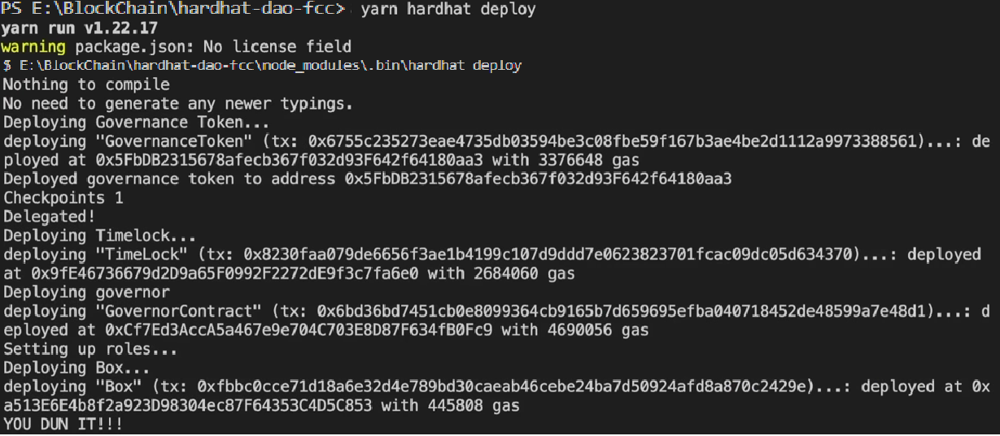 PS E:\BlockChain\hardhat-dao-fcc> yarn hardhat deploy
yarn run v1.22.17
warning package.json: No license field
$ E:\BlockChain\hardhat-dao-fcc\node_modules\.bin\hardhat deploy
Nothing to compile
No need to generate any newer typings.
Deploying Governance Token...
deploying "GovernanceToken" (tx: 0x6755c235273eae4735db03594be3c08fbe59f167b3ae4be2d1112a9973388561)...: de
ployed at 0x5FbDB2315678afecb367f032d93F642f64180aa3 with 3376648 gas
Deployed governance token to address 0x5FbDB2315678afecb367f032d93F642f64180aa3
Checkpoints 1
Delegated!
Deploying Timelock...
deploying "TimeLock" (tx: 0x8230faa079de6656f3ae1b4199c107d9ddd7e0623823701fcac09dc05d634370)...: deployed
at 0x9fE46736679d2D9a65F0992F2272dE9f3c7fa6e0 with 2684060 gas
Deploying governor
deploying "GovernorContract" (tx: 0x6bd36bd7451cb0e8099364cb9165b7d659695efba040718452de48599a7e48d1)...: d
eployed at 0xCf7Ed3AccA5a467e9e704C703E8D87F634fB0Fc9 with 4690056 gas
Setting up roles...
Deploying Box...
deploying "Box" (tx: 0xfbbc0cce71d18a6e32d4e789bd30caeab46cebe24ba7d50924afd8a870c2429e)...: deployed at 0x
a513E6E4b8f2a923D98304ec87F64353C4D5C853 with 445808 gas
YOU DUN IT!!!